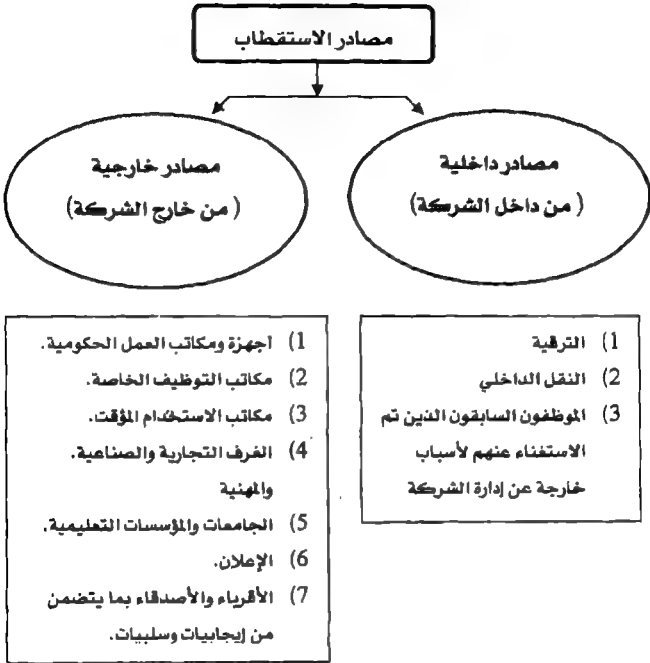 مصادر الاستقطاب
مصادر داخلية
(من داخل الشركة)
مصادر خارجية
(من خارج الشركة)
1) الترقية
2) النقل الداخلي
3) الموظفون السابقون الذين تم
الاستغناء عنهم لأسباب
خارجة عن إدارة الشركة
1) أجهزة ومكاتب العمل الحكومية.
2) مكاتب التوظيف الخاصة.
3) مكاتب الاستخدام المؤقت.
4) الغرف التجارية والصناعية.
والمهنية
5) الجامعات والمؤسسات التعليمية.
6) الإعلان.
7) الأقرباء والأصدقاء بما يتضمن
من إيجابيات وسلبيات.